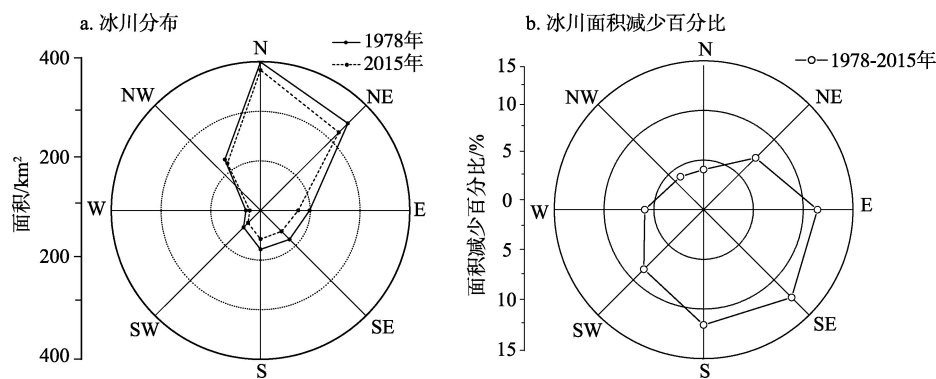 a. 冰川分布
1978年
2015年
400
200
200
400
面积/km²
N
NE
E
SE
S
SW
W
NW
b. 冰川面积减少百分比
1978-2015年
15
10
5
0
5
10
15
面积减少百分比/%
N
NE
E
SE
S
SW
W
NW